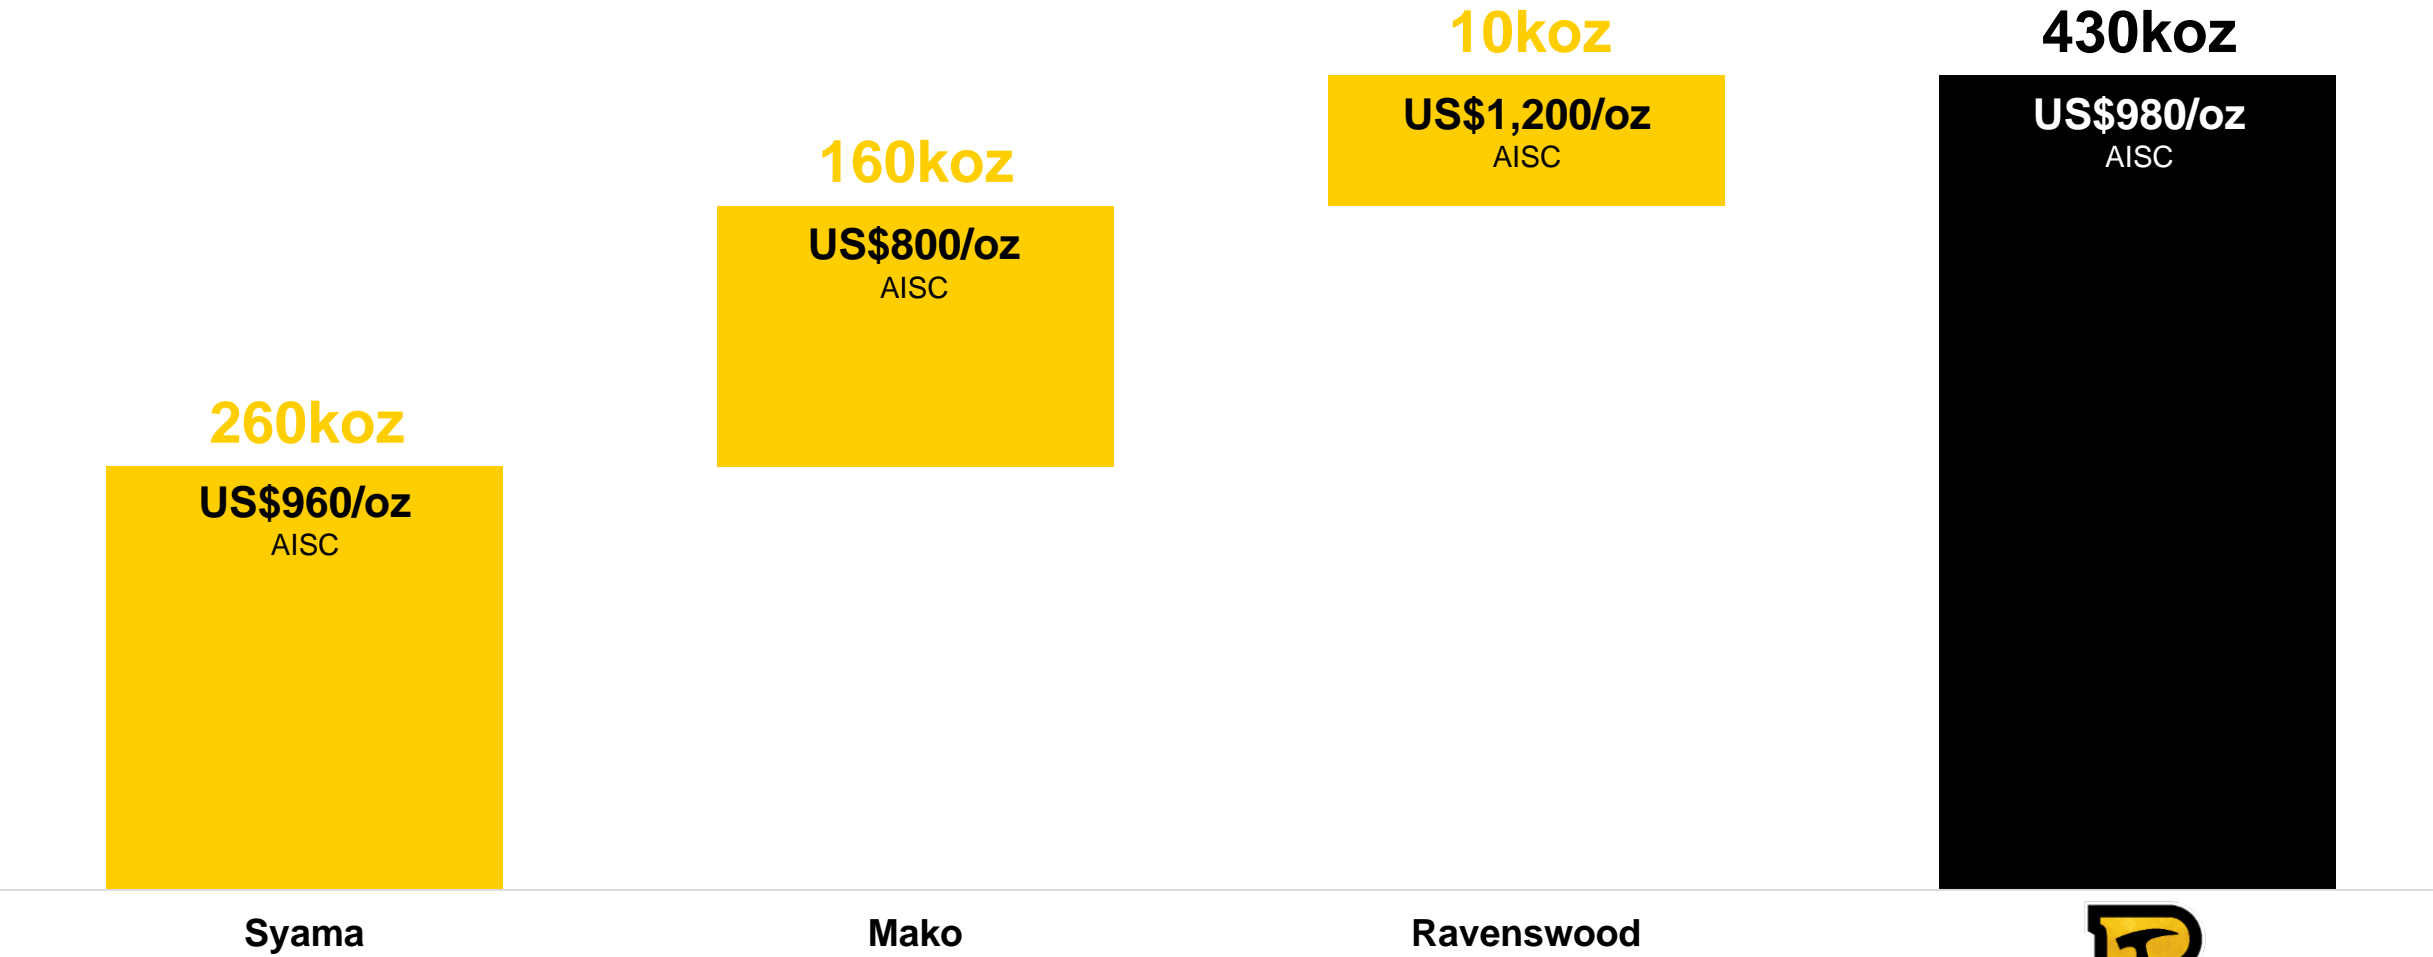 10koz
430koz
US$1,200/oz
AISC
US$980/oz
AISC
160koz
US$800/oz
AISC
260koz
US$960/oz
AISC
Syama
Mako
Ravenswood